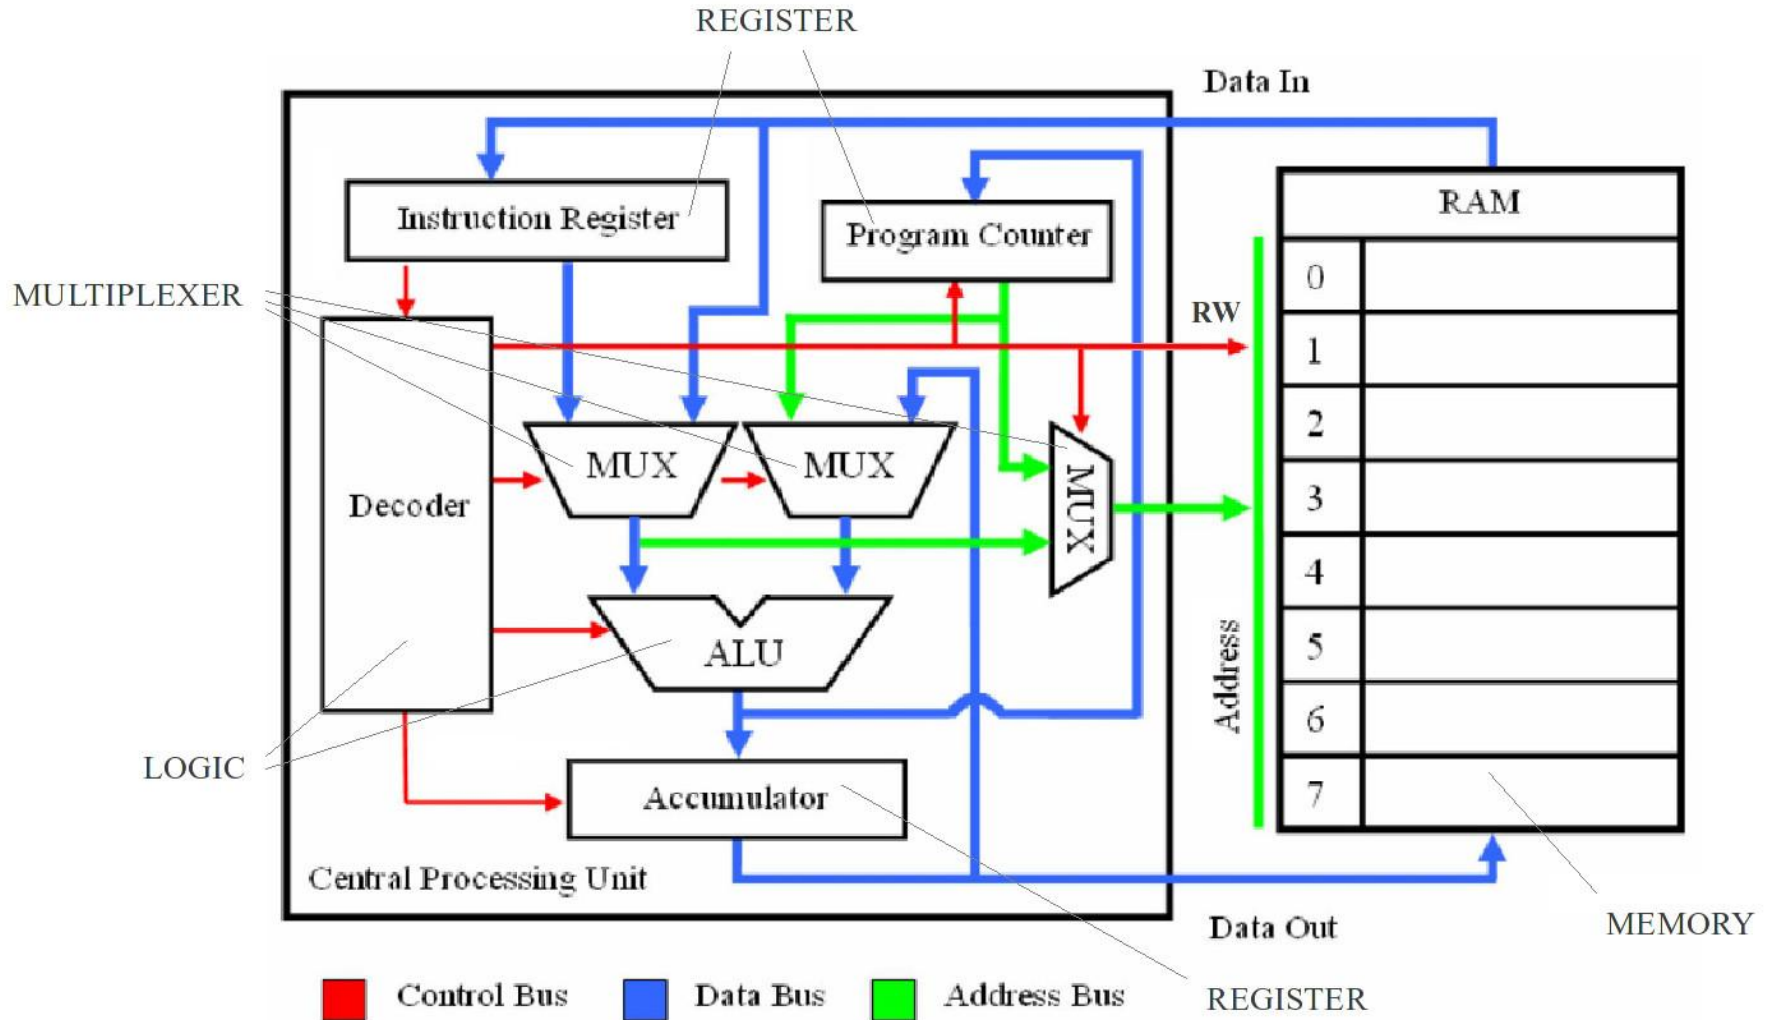 REGISTER
Data In
RAM
Instruction Register
Program Counter
0
MULTIPLEXER
RW
1
2
MUX
MUX
MUX
Decoder
3
4
ALU
5
Address
6
LOGIC
Accumulator
7
Central Processing Unit
Data Out
MEMORY
Control Bus
Data Bus
Address Bus
REGISTER